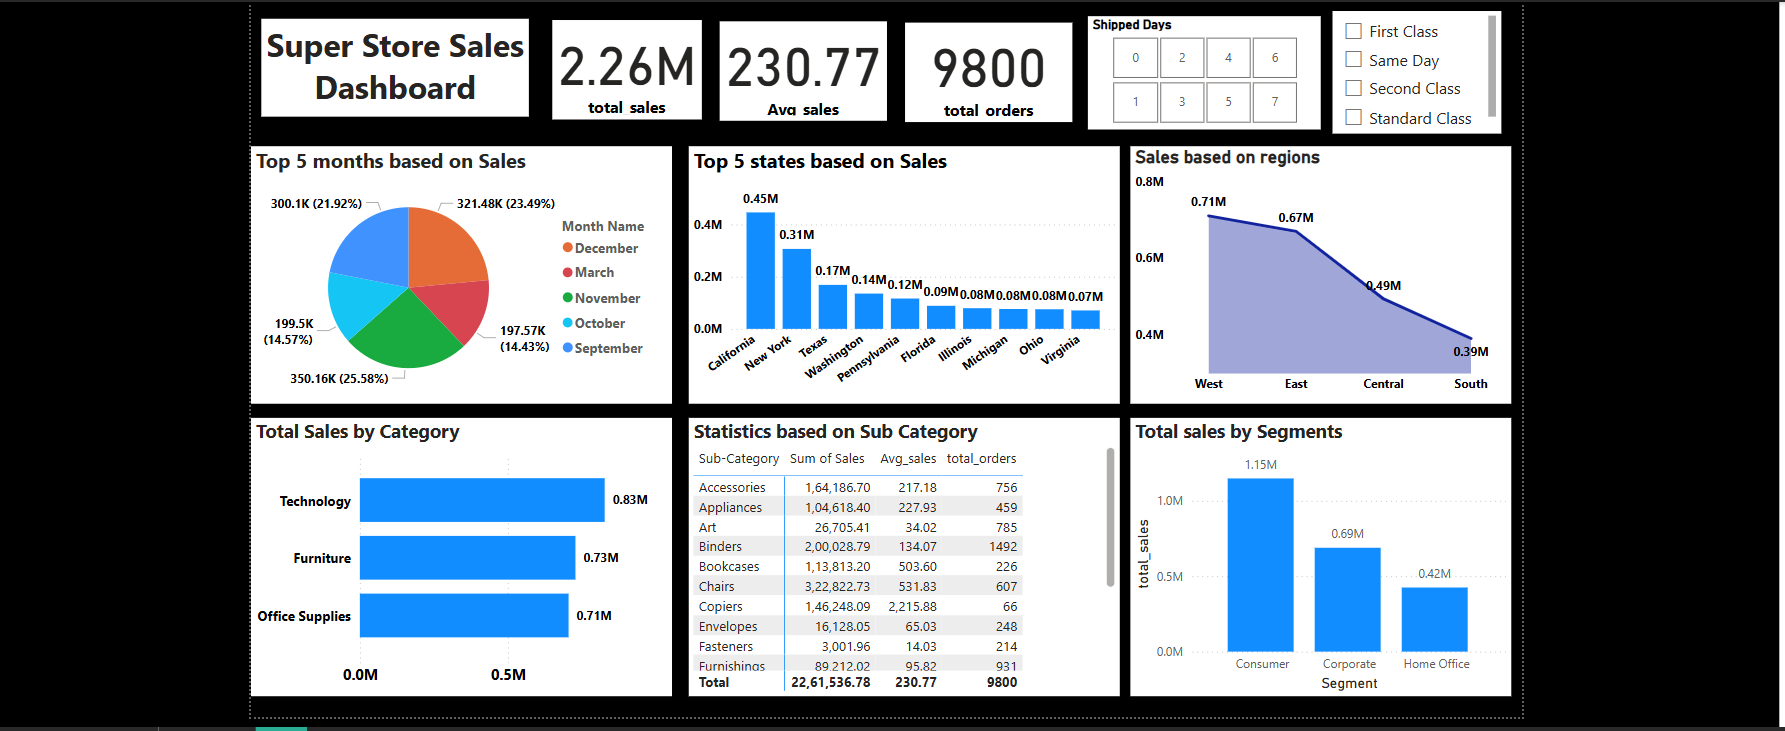 Super Store Sales
Dashboard
2.26M
total_sales
230.77
Avg_sales
9800
total_orders
Shipped Days
0 2 4 6
1 3 5 7
First Class
Same Day
Second Class
Standard Class
Top 5 months based on Sales
300.1K (21.92%)
321.48K (23.49%)
199.5K
(14.57%)
197.57K
(14.43%)
350.16K (25.58%)
Month Name
December
March
November
October
September
Top 5 states based on Sales
0.4M
0.2M
0.0M
0.45M
0.31M
0.17M
0.14M
0.12M
0.09M
0.08M
0.08M
0.08M
0.07M
California
New York
Texas
Washington
Pennsylvania
Florida
Illinois
Michigan
Ohio
Virginia
Sales based on regions
0.8M
0.6M
0.4M
0.71M
0.67M
0.49M
0.39M
West East Central South
Total Sales by Category
Technology 0.83M
Furniture 0.73M
Office Supplies 0.71M
0.0M 0.5M
Statistics based on Sub Category
Sub-Category Sum of Sales Avg_sales total_orders
Accessories 1,64,186.70 217.18 756
Appliances 1,04,618.40 227.93 459
Art 26,705.41 34.02 785
Binders 2,00,028.79 134.07 1492
Bookcases 1,13,813.20 503.60 226
Chairs 3,22,822.73 531.83 607
Copiers 1,46,248.09 2,215.88 66
Envelopes 16,128.05 65.03 248
Fasteners 3,001.96 14.03 214
Furnishings 89,212.02 95.82 931
Total 22,61,536.78 230.77 9800
Total sales by Segments
total_sales
1.0M
0.5M
0.0M
1.15M
0.69M
0.42M
Consumer Corporate Home Office
Segment